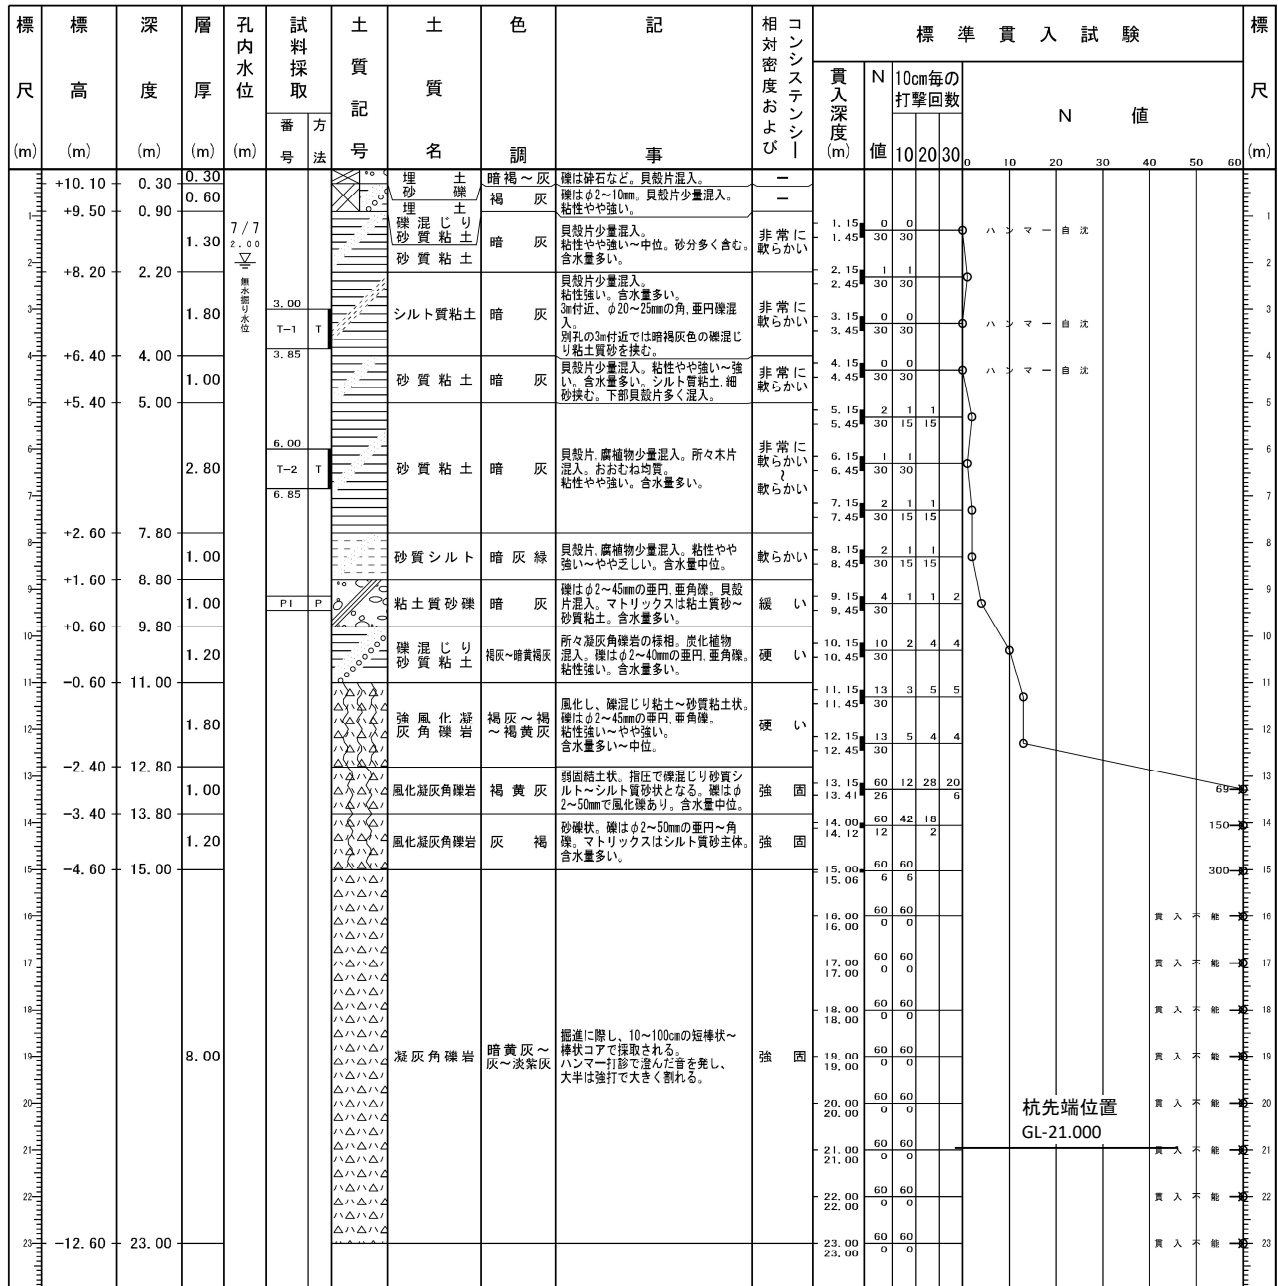 標尺(m)
標高(m)
深度(m)
層厚(m)
孔内水位(m)
試料採取
番号
方法
土質記号
土質名
色調
記事
相対密度および
コンシステンシー
標準貫入試験
貫入深度(m)
N値
10cm毎の
打撃回数
10 20 30
N 値
0 10 20 30 40 50 60
標尺(m)
+10.10 0.30 0.30 埋土 砂礫 暗褐～灰 礫は砕石など。貝殻片混入。 ー
+9.50 0.90 0.60 埋土 礫混じり 砂質粘土 褐灰 礫はφ2～10mm。貝殻片少量混入。
粘性やや強い。 ー
7/7
2.00
無水掘り水位
+8.20 2.20 1.30 砂質粘土 暗灰 貝殻片少量混入。
粘性やや強い～中位。砂分多く含む。
含水量多い。
非常に
軟らかい
+6.40 4.00 1.80 シルト質粘土 暗灰 貝殻片少量混入。
粘性強い。含水量多い。
3m付近、φ20～25mmの角,亜円礫混
入。
別孔の3m付近では暗褐灰色の礫混じ
り粘土質砂を挟む。
非常に
軟らかい
3.00
T-1 T
3.85
+5.40 5.00 1.00 砂質粘土 暗灰 貝殻片少量混入。粘性やや強い～強
い。含水量多い。シルト質粘土,細
砂挟む。下部貝殻片多く混入。
非常に
軟らかい
+2.60 7.80 2.80 砂質粘土 暗灰 貝殻片,腐植物少量混入。所々木片
混入。おおむね均質。
粘性やや強い。含水量多い。
非常に
軟らかい
～
軟らかい
6.00
T-2 T
6.85
+1.60 8.80 1.00 砂質シルト 暗灰緑 貝殻片,腐植物少量混入。粘性やや
強い～やや乏しい。含水量中位。
軟らかい
+0.60 9.80 1.00 粘土質砂礫 暗灰 礫はφ2～45mmの亜円,亜角礫。貝殻
片混入。マトリックスは粘土質砂～
砂質粘土。含水量多い。
緩い
P1 P
-0.60 11.00 1.20 礫混じり
砂質粘土 褐灰～暗黄褐灰 所々凝灰角礫岩の様相。炭化植物
混入。礫はφ2～40mmの亜円,亜角礫。
粘性強い。含水量多い。
硬い
-2.40 12.80 1.80 強風化凝
灰角礫岩 褐灰～褐
～褐黄灰 風化し、礫混じり粘土～砂質粘土状。
礫はφ2～45mmの亜円,亜角礫。
粘性強い～やや強い。
含水量多い～中位。
硬い
-3.40 13.80 1.00 風化凝灰角礫岩 褐黄灰 弱固結土状。指圧で礫混じり砂質シ
ルト～シルト質砂状となる。礫はφ
2～50mmで風化礫あり。含水量中位。
強固
-4.60 15.00 1.20 風化凝灰角礫岩 灰褐 砂礫状。礫はφ2～50mmの亜円～角
礫。マトリックスはシルト質砂主体。
含水量多い。
強固
-12.60 23.00 8.00 凝灰角礫岩 暗黄灰～
灰～淡紫灰 掘進に際し、10～100cmの短棒状～
棒状コアで採取される。
ハンマー打診で澄んだ音を発し、
大半は強打で大きく割れる。
強固
1.15 0 0
1.45 30 30
ハンマー自沈
2.15 1 1
2.45 30 30
3.15 0 0
3.45 30 30
ハンマー自沈
4.15 0 0
4.45 30 30
ハンマー自沈
5.15 2 1 1
5.45 30 15 15
6.15 1 1
6.45 30 30
7.15 2 1 1
7.45 30 15 15
8.15 2 1 1
8.45 30 15 15
9.15 4 1 1 2
9.45 30
10.15 10 2 4 4
10.45 30
11.15 13 3 5 5
11.45 30
12.15 13 5 4 4
12.45 30
13.15 60 12 28 20
13.41 26 6
69
14.00 60 42 18
14.12 12 2
150
15.00 60 60
15.06 6 6
300
16.00 60 60
16.00 0 0
貫入不能
17.00 60 60
17.00 0 0
貫入不能
18.00 60 60
18.00 0 0
貫入不能
19.00 60 60
19.00 0 0
貫入不能
20.00 60 60
20.00 0 0
貫入不能
杭先端位置
GL-21.000
21.00 60 60
21.00 0 0
貫入不能
22.00 60 60
22.00 0 0
貫入不能
23.00 60 60
23.00 0 0
貫入不能
1 2 3 4 5 6 7 8 9 10 11 12 13 14 15 16 17 18 19 20 21 22 23
1 2 3 4 5 6 7 8 9 10 11 12 13 14 15 16 17 18 19 20 21 22 23